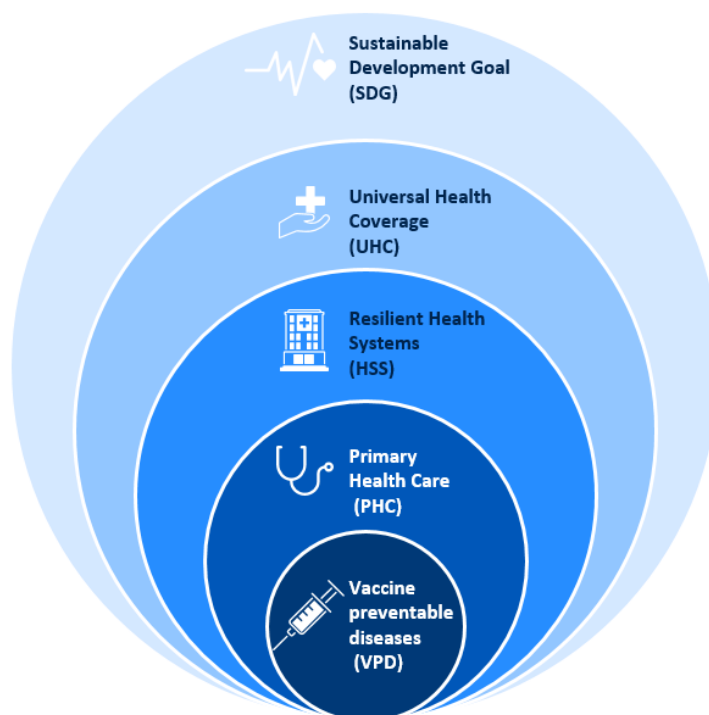 Sustainable
Development Goal
(SDG)
Universal Health
Coverage
(UHC)
Resilient Health
Systems
(HSS)
Primary
Health Care
(PHC)
Vaccine
preventable
diseases
(VPD)